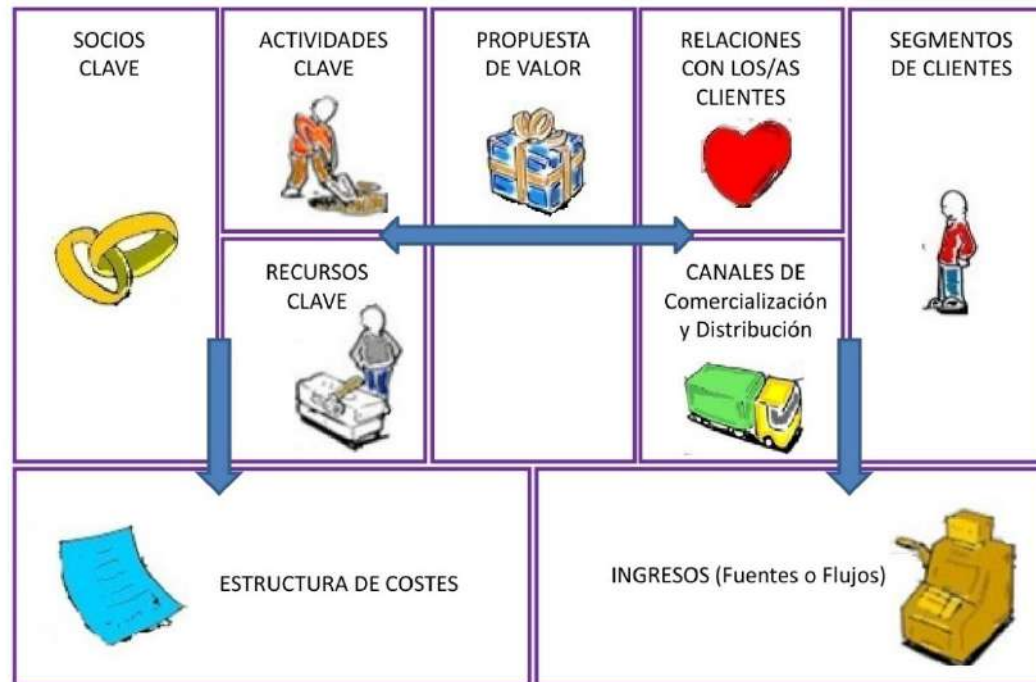 SOCIOS
CLAVE
ACTIVIDADES
CLAVE
PROPUESTA
DE VALOR
RELACIONES
CON LOS/AS
CLIENTES
SEGMENTOS
DE CLIENTES
RECURSOS
CLAVE
CANALES DE
Comercialización
y Distribución
ESTRUCTURA DE COSTES
INGRESOS (Fuentes o Flujos)